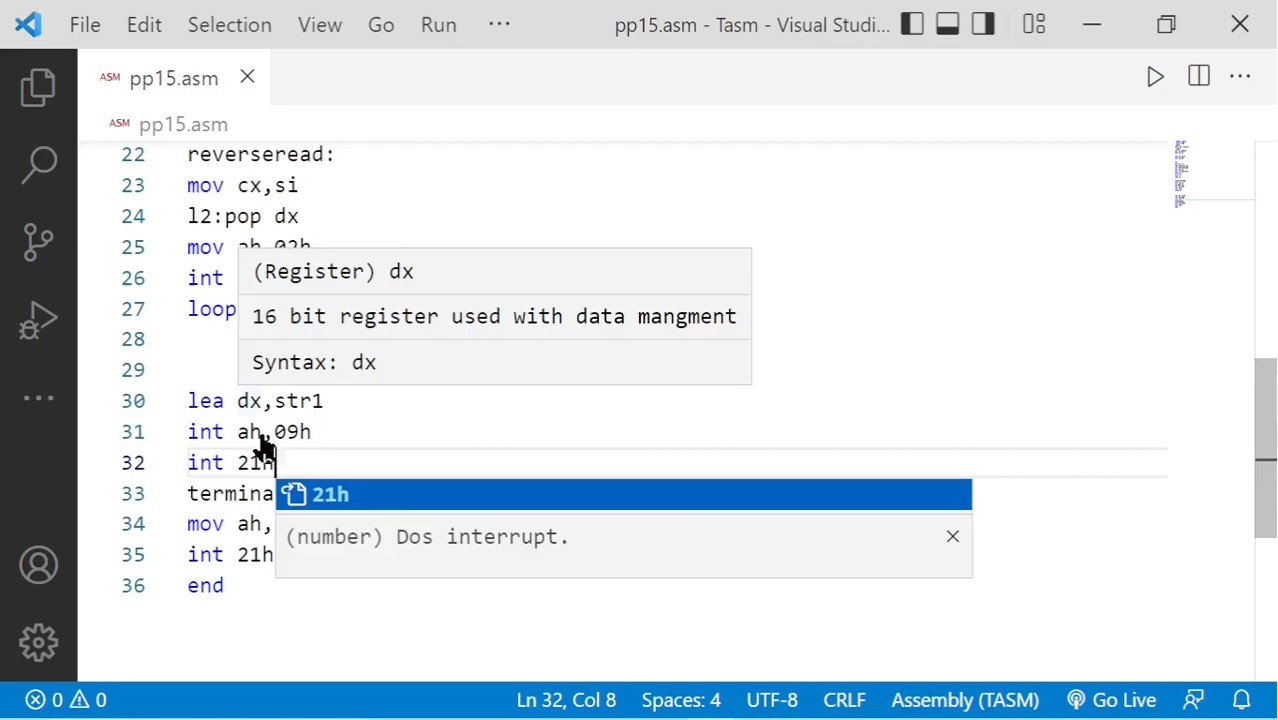 File Edit Selection View Go Run ··· pp15.asm - Tasm - Visual Studi...
ASM pp15.asm
ASM pp15.asm
22 reverseread:
23 mov cx,si
24 l2:pop dx
25 mov ah,02h
26 int
27 loop
28
29
(Register) dx
16 bit register used with data mangment
Syntax: dx
30 lea dx,str1
31 int ah,09h
32 int 21h
21h
(number) Dos interrupt.
33 termina
34 mov ah,
35 int 21h
36 end
0 0 Ln 32, Col 8 Spaces: 4 UTF-8 CRLF Assembly (TASM) Go Live